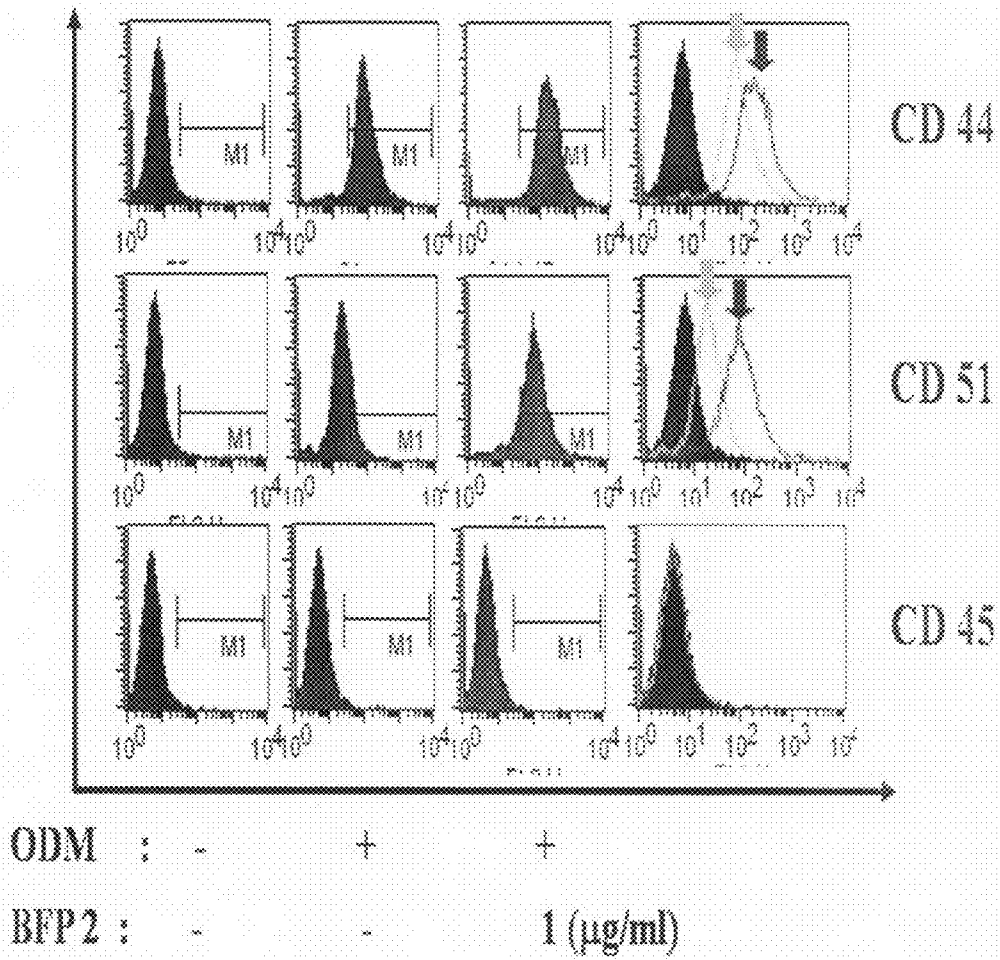 M1 M1 M1 CD 44
10^0 10^4 10^0 10^4 10^0 10^4 10^0 10^1 10^2 10^3 10^4
M1 M1 M1 CD 51
10^0 10^4 10^0 10^0 10^4 10^0 10^1 10^2 10^3 10^4
M1 M1 M1 CD 45
10^0 10^4 10^0 10^4 10^0 10^4 10^0 10^1 10^2 10^3
ODM : - + +
BFP 2 : - - 1 (μg/ml)